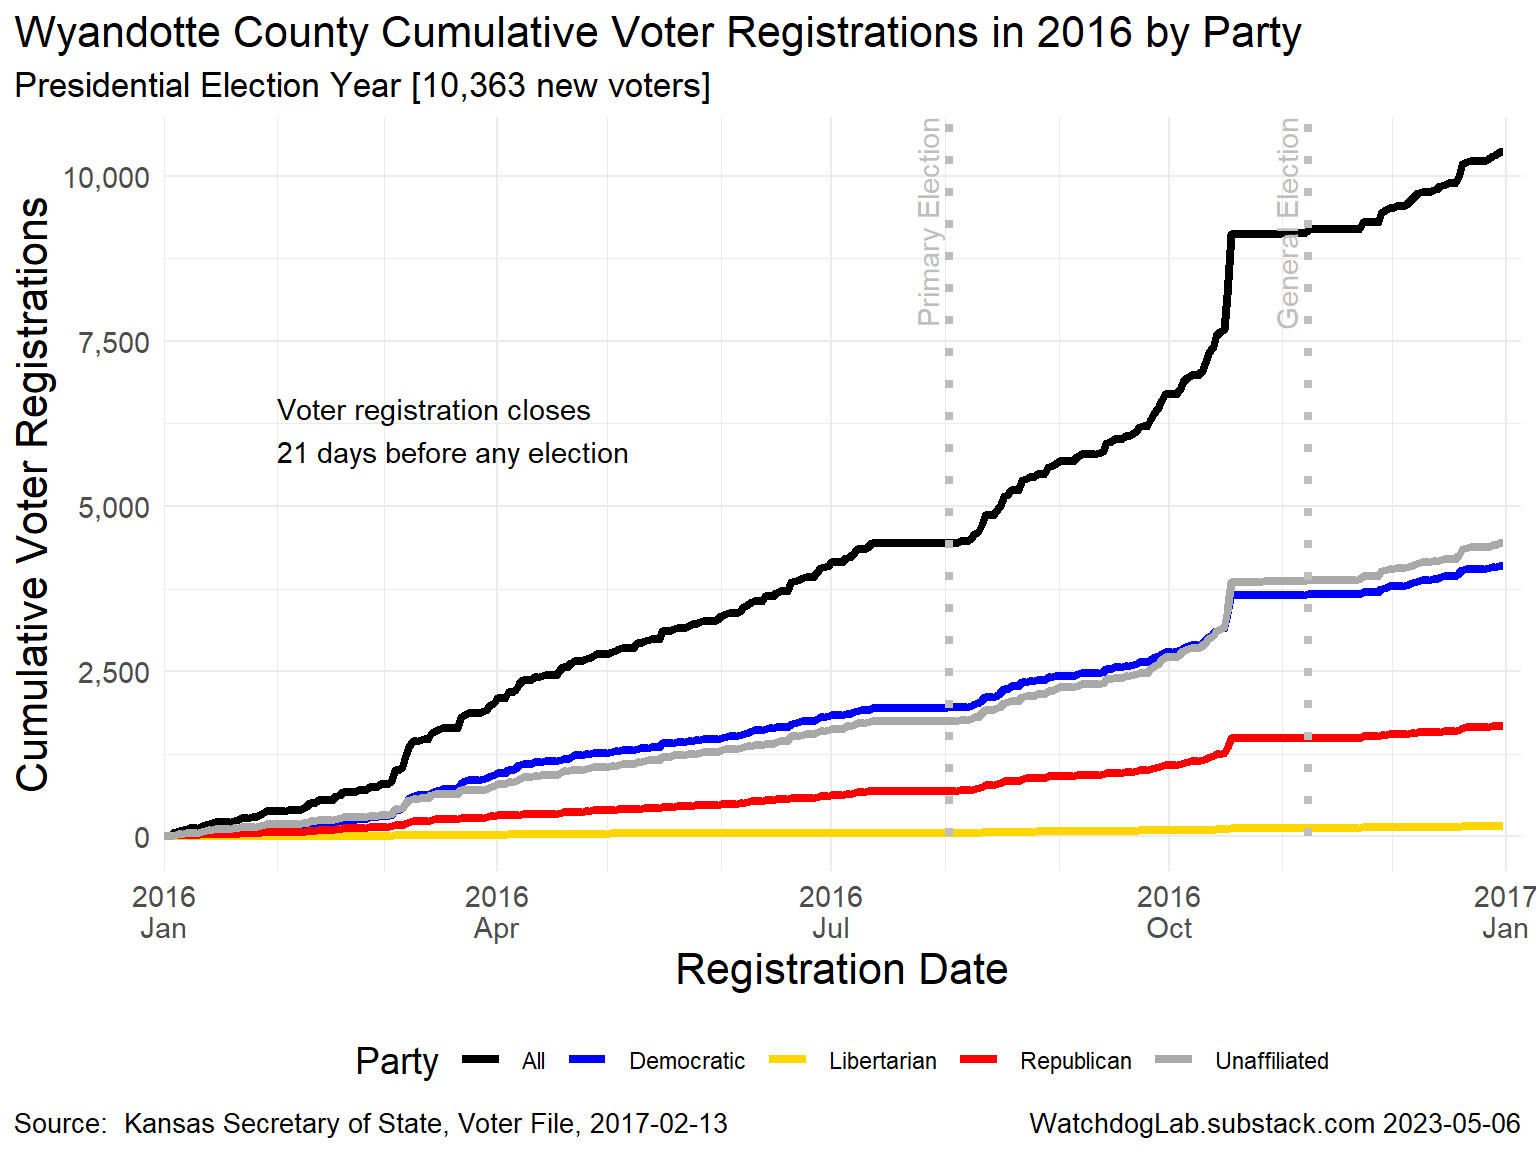 Wyandotte County Cumulative Voter Registrations in 2016 by Party
Presidential Election Year [10,363 new voters]
Cumulative Voter Registrations
10,000
7,500
5,000
2,500
0
Primary Election
General Election
Voter registration closes
21 days before any election
2016
Jan
2016
Apr
2016
Jul
2016
Oct
2017
Jan
Registration Date
Party
All
Democratic
Libertarian
Republican
Unaffiliated
Source:  Kansas Secretary of State, Voter File, 2017-02-13
WatchdogLab.substack.com 2023-05-06